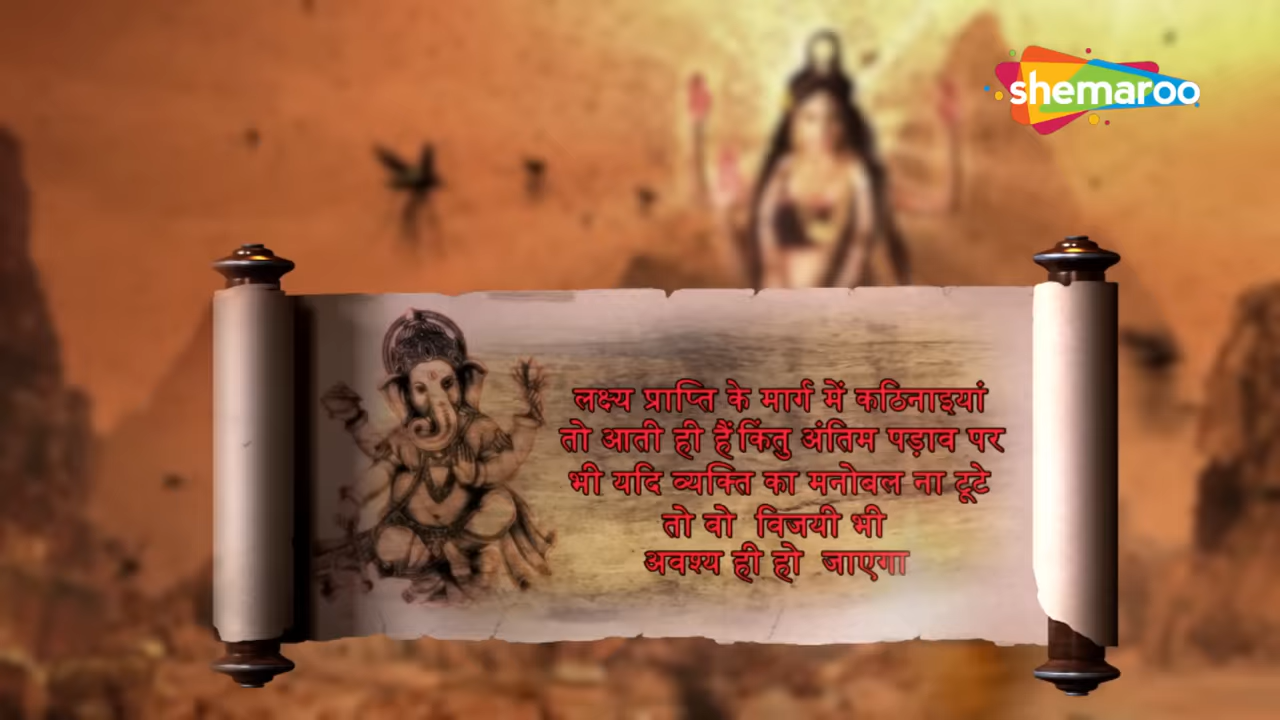 shemaroo
लक्ष्य प्राप्ति के मार्ग में कठिनाइयां
तो आती ही हैं किंतु अंतिम पड़ाव पर
भी यदि व्यक्ति का मनोबल ना टूटे
तो वो विजयी भी
अवश्य ही हो जाएगा